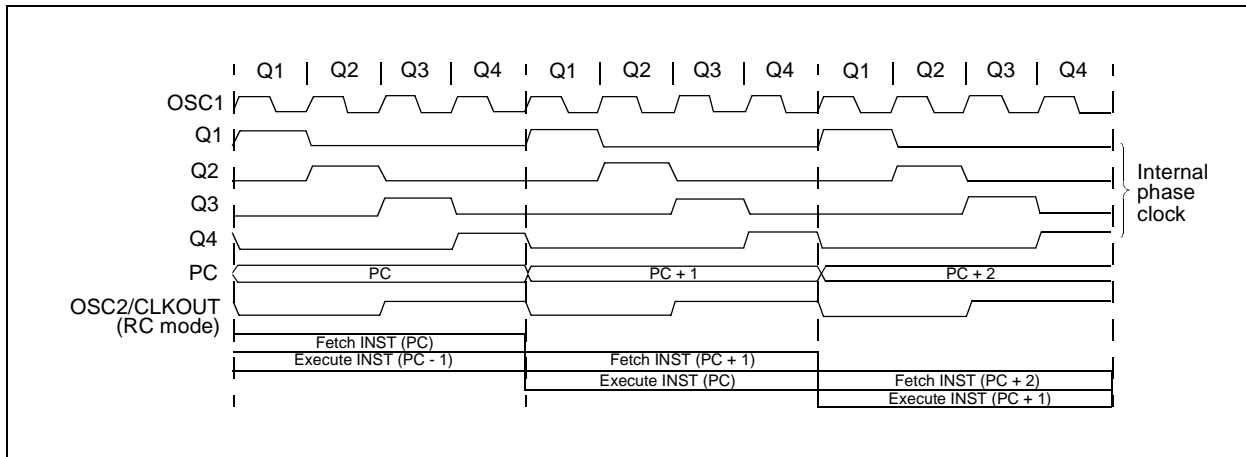 Q1 Q2 Q3 Q4 Q1 Q2 Q3 Q4 Q1 Q2 Q3 Q4
OSC1
Q1
Q2
Q3
Q4
Internal
phase
clock
PC PC PC + 1 PC + 2
OSC2/CLKOUT
(RC mode)
Fetch INST (PC)
Execute INST (PC - 1) Fetch INST (PC + 1)
Execute INST (PC) Fetch INST (PC + 2)
Execute INST (PC + 1)